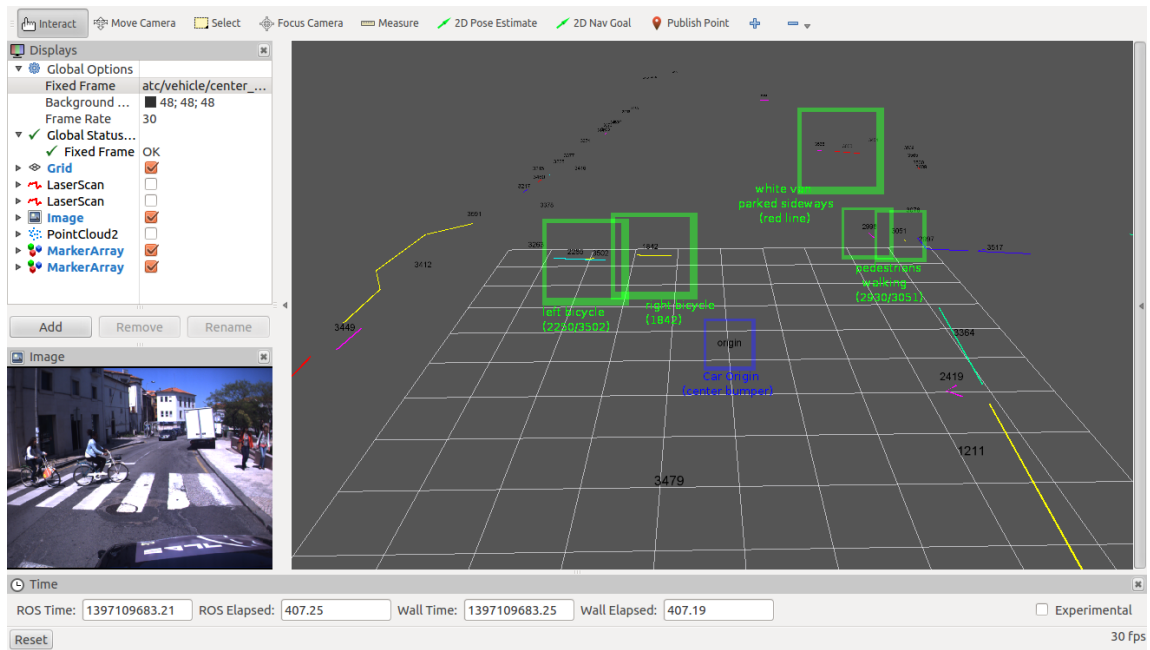 Interact Move Camera Select Focus Camera Measure 2D Pose Estimate 2D Nav Goal Publish Point
Displays
Global Options
Fixed Frame atc/vehicle/center_...
Background ... 48; 48; 48
Frame Rate 30
Global Status...
Fixed Frame OK
Grid
LaserScan
LaserScan
Image
PointCloud2
MarkerArray
MarkerArray
Add Remove Rename
Image
white van
parked sideways
(red line)
3412
3449
1842
left bicycle
(2250/3502)
right bicycle
(1842)
pedestrians
walking
(2930/3051)
3051
3517
origin
Car Origin
(center bumper)
3364
2419
1211
3479
Time
ROS Time: 1397109683.21 ROS Elapsed: 407.25 Wall Time: 1397109683.25 Wall Elapsed: 407.19 Experimental
Reset 30 fps